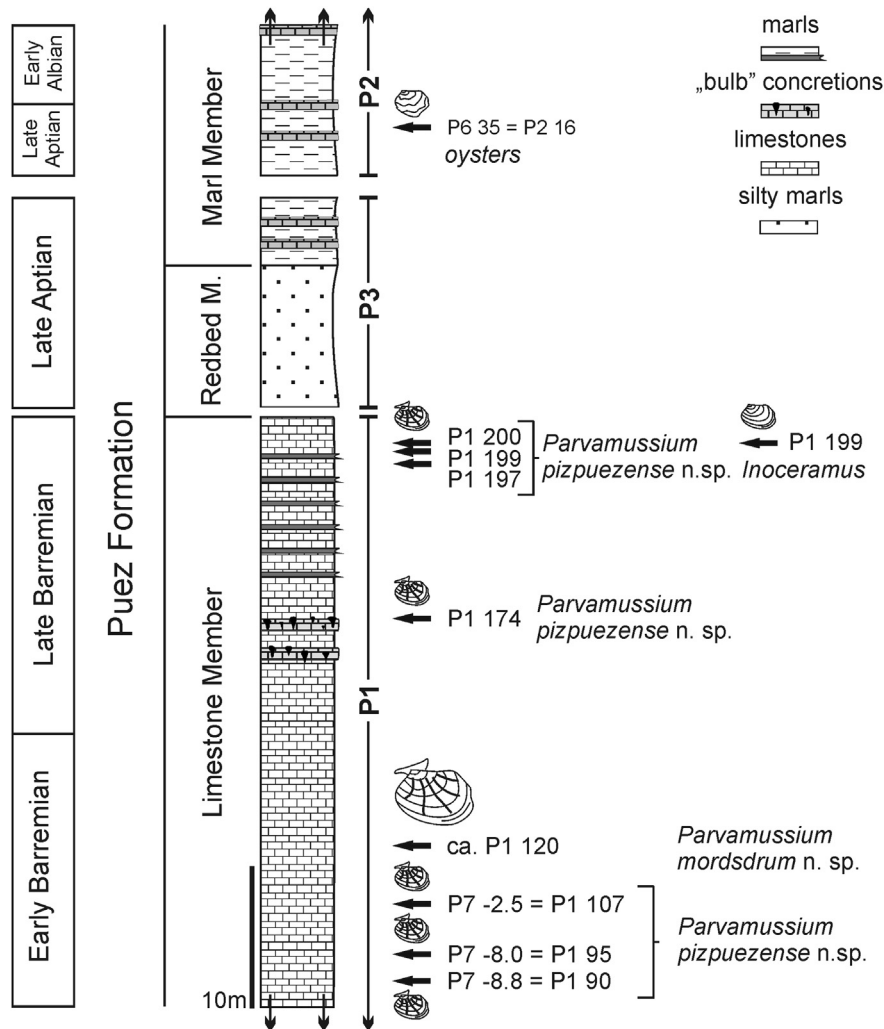 Early
Albian
Late
Aptian
Late Aptian
Late Barremian
Early Barremian
Puez Formation
Marl Member
Redbed M.
Limestone Member
10m
P2
P3
P1
P6 35 = P2 16
oysters
P1 200
P1 199
P1 197
Parvamussium
pizpuezense n.sp.
P1 199
Inoceramus
P1 174
Parvamussium
pizpuezense n. sp.
ca. P1 120
Parvamussium
mordsdrum n. sp.
P7 -2.5 = P1 107
P7 -8.0 = P1 95
P7 -8.8 = P1 90
Parvamussium
pizpuezense n.sp.
marls
„bulb” concretions
limestones
silty marls